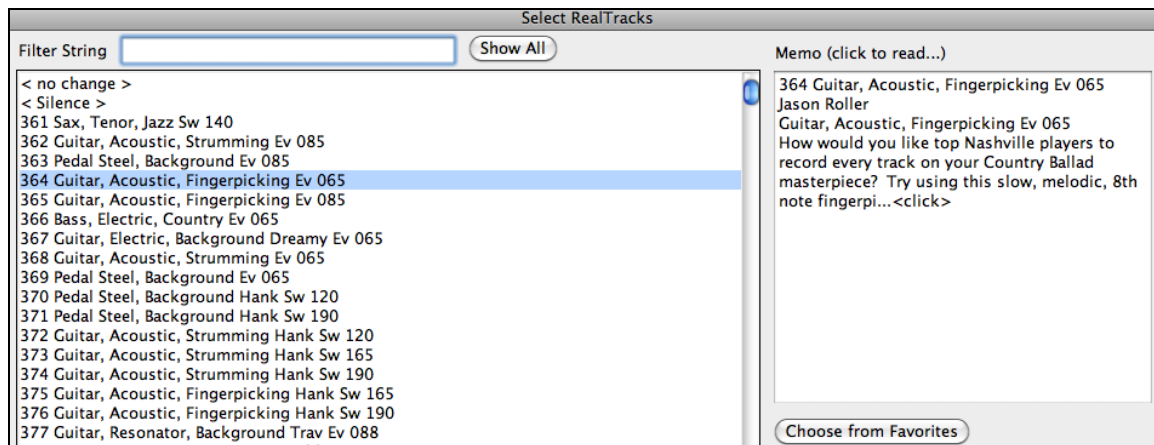 Select RealTracks
Filter String
Show All
Memo (click to read...)
< no change >
< Silence >
361 Sax, Tenor, Jazz Sw 140
362 Guitar, Acoustic, Strumming Ev 085
363 Pedal Steel, Background Ev 085
364 Guitar, Acoustic, Fingerpicking Ev 065
365 Guitar, Acoustic, Fingerpicking Ev 085
366 Bass, Electric, Country Ev 065
367 Guitar, Electric, Background Dreamy Ev 065
368 Guitar, Acoustic, Strumming Ev 065
369 Pedal Steel, Background Ev 065
370 Pedal Steel, Background Hank Sw 120
371 Pedal Steel, Background Hank Sw 190
372 Guitar, Acoustic, Strumming Hank Sw 120
373 Guitar, Acoustic, Strumming Hank Sw 165
374 Guitar, Acoustic, Strumming Hank Sw 190
375 Guitar, Acoustic, Fingerpicking Hank Sw 165
376 Guitar, Acoustic, Fingerpicking Hank Sw 190
377 Guitar, Resonator, Background Trav Ev 088
364 Guitar, Acoustic, Fingerpicking Ev 065
Jason Roller
Guitar, Acoustic, Fingerpicking Ev 065
How would you like top Nashville players to
record every track on your Country Ballad
masterpiece?  Try using this slow, melodic, 8th
note fingerpi...<click>
Choose from Favorites